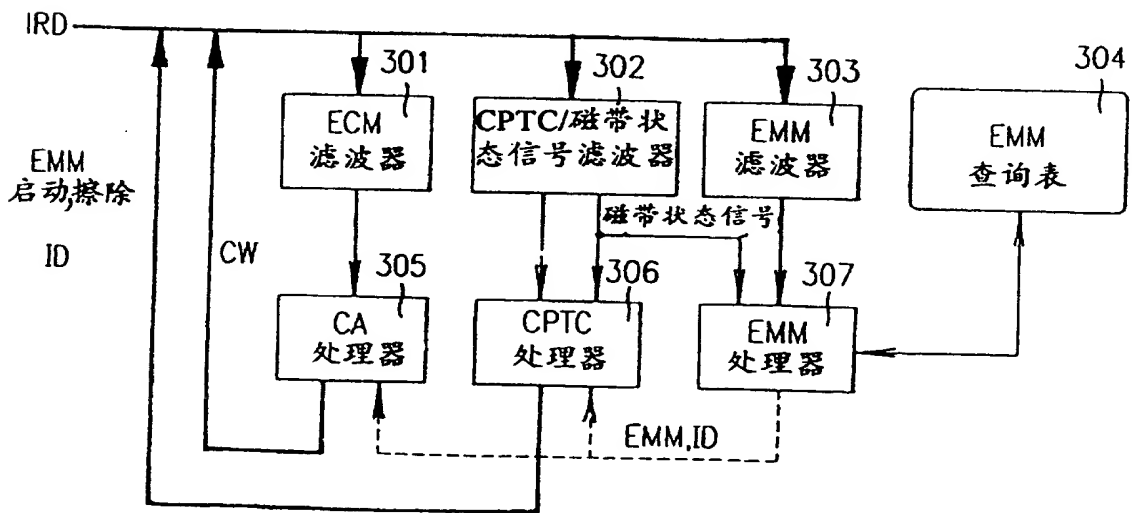 IRD
301
302
303
304
ECM
滤波器
CPTC/磁带状
态信号滤波器
EMM
滤波器
EMM
查询表
EMM
启动,擦除
ID
磁带状态信号
CW
305
306
307
CA
处理器
CPTC
处理器
EMM
处理器
EMM,ID